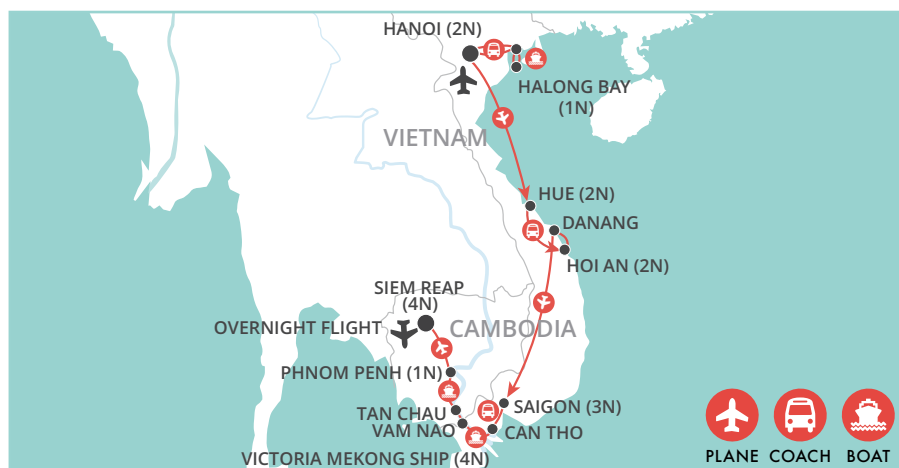 HANOI (2N)
HALONG BAY
(1N)
VIETNAM
HUE (2N)
DANANG
HOI AN (2N)
SIEM REAP
(4N)
OVERNIGHT FLIGHT
CAMBODIA
PHNOM PENH (1N)
TAN CHAU
SAIGON (3N)
VAM NAO
CAN THO
VICTORIA MEKONG SHIP (4N)
PLANE
COACH
BOAT